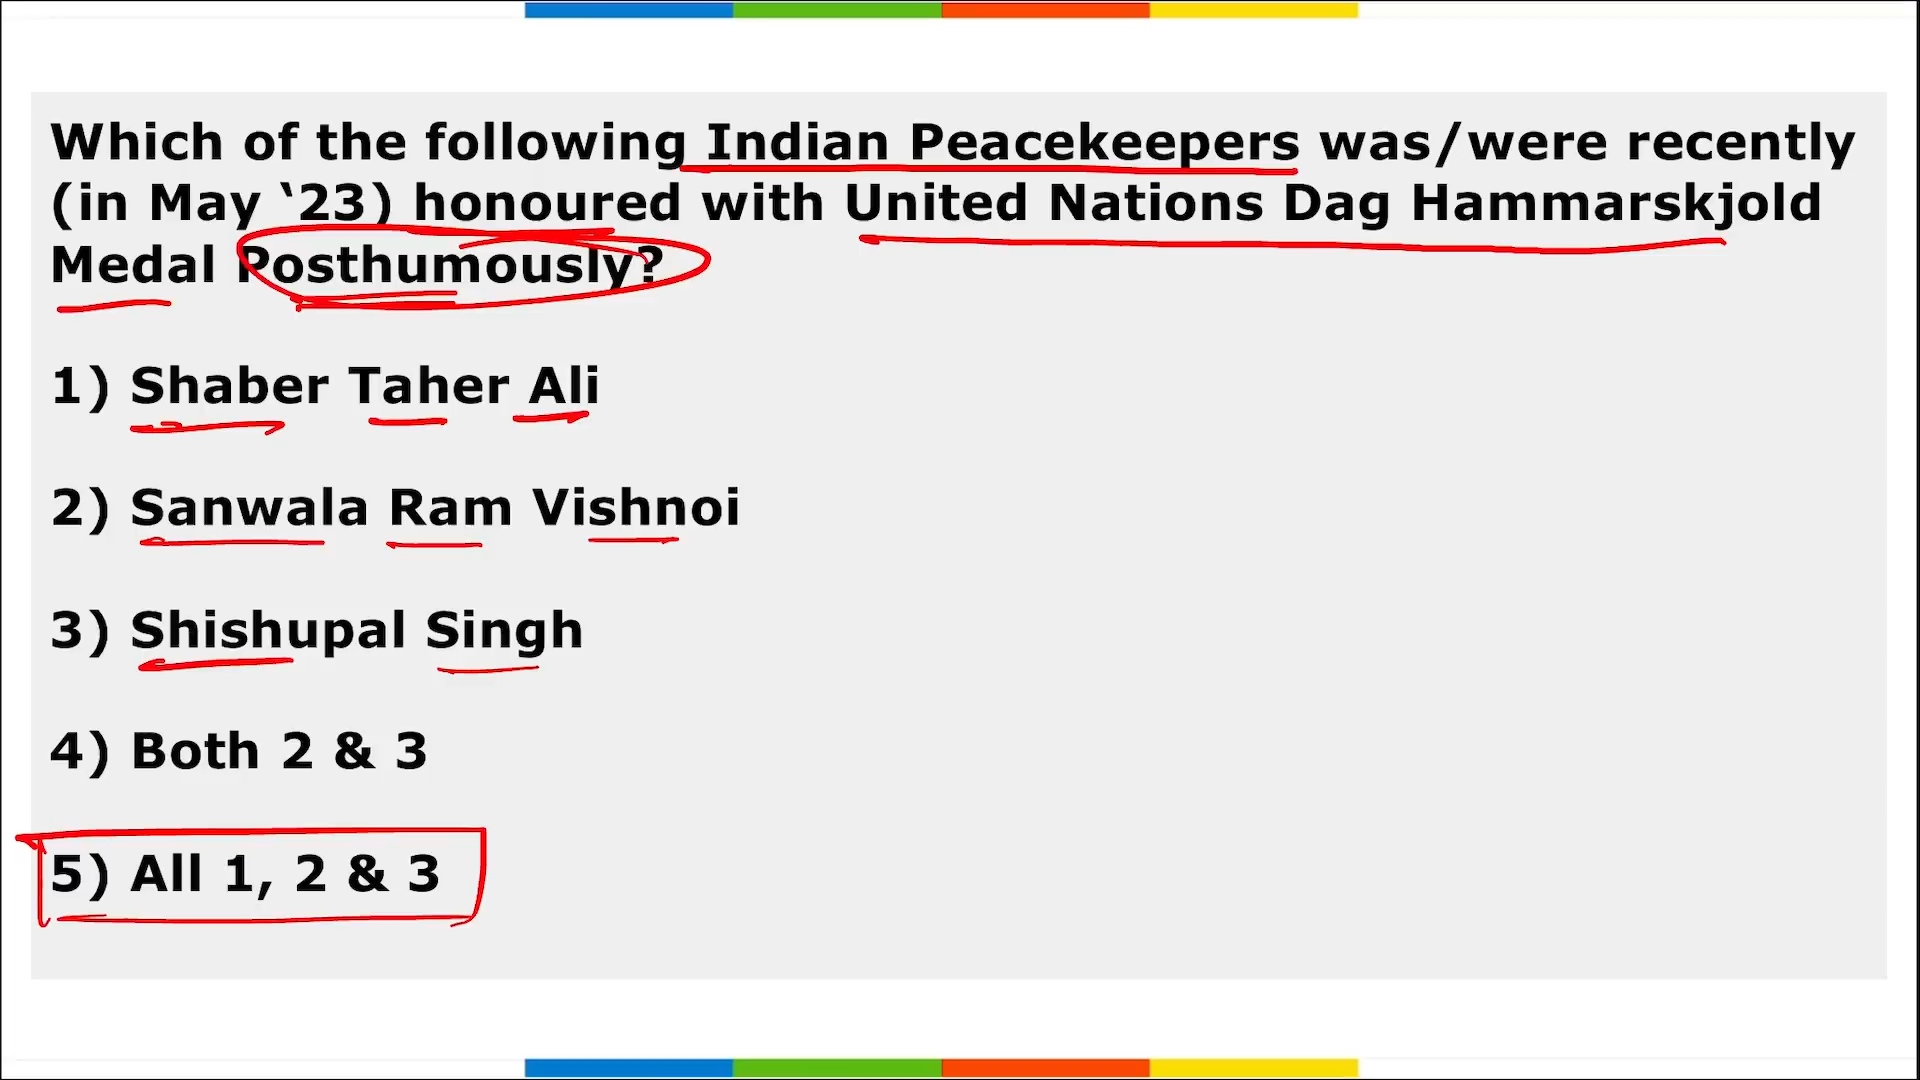 Which of the following Indian Peacekeepers was/were recently
(in May ‘23) honoured with United Nations Dag Hammarskjold
Medal Posthumously?
1) Shaber Taher Ali
2) Sanwala Ram Vishnoi
3) Shishupal Singh
4) Both 2 & 3
5) All 1, 2 & 3